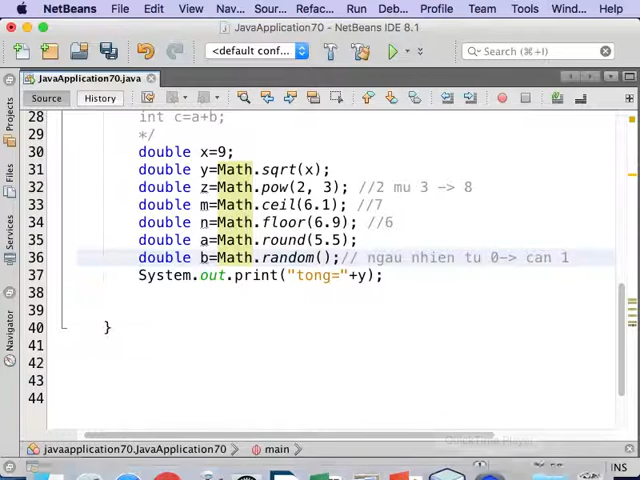 NetBeans File Edit View Nav... Sour... Refac... Run Deb... Profile Team Tools Win... Help
JavaApplication70 - NetBeans IDE 8.1
<default conf...
Search (⌘+I)
JavaApplication70.java
Source History
Projects
Files
Services
Navigator
28 int c=a+b;
29 */
30 double x=9;
31 double y=Math.sqrt(x);
32 double z=Math.pow(2, 3); //2 mu 3 -> 8
33 double m=Math.ceil(6.1); //7
34 double n=Math.floor(6.9); //6
35 double a=Math.round(5.5);
36 double b=Math.random();// ngau nhien tu 0-> can 1
37 System.out.print("tong="+y);
38
39
40 }
41
42
43
44
QuickTime Player
javaapplication70.JavaApplication70 main
INS